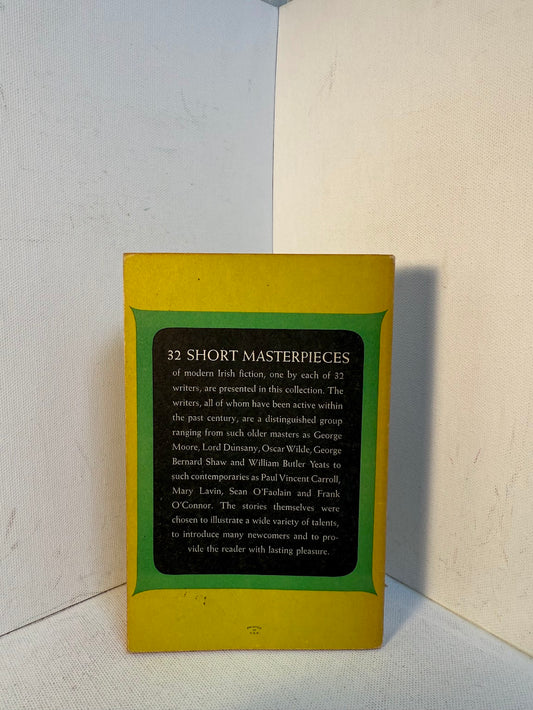 32 SHORT MASTERPIECES
of modern Irish fiction, one by each of 32
writers, are presented in this collection. The
writers, all of whom have been active within
the past century, are a distinguished group
ranging from such older masters as George
Moore, Lord Dunsany, Oscar Wilde, George
Bernard Shaw and William Butler Yeats to
such contemporaries as Paul Vincent Carroll,
Mary Lavin, Sean O'Faolain and Frank
O'Connor. The stories themselves were
chosen to illustrate a wide variety of talents,
to introduce many newcomers and to pro-
vide the reader with lasting pleasure.
PRINTED
IN
U.S.A.